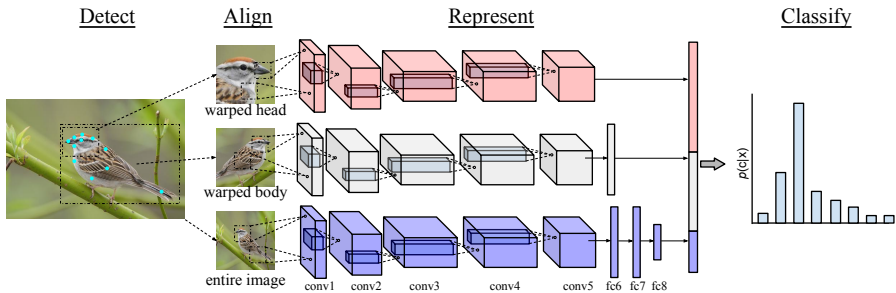 Detect
Align
Represent
Classify
warped head
warped body
entire image
conv1
conv2
conv3
conv4
conv5
fc6
fc7
fc8
p(c|x)